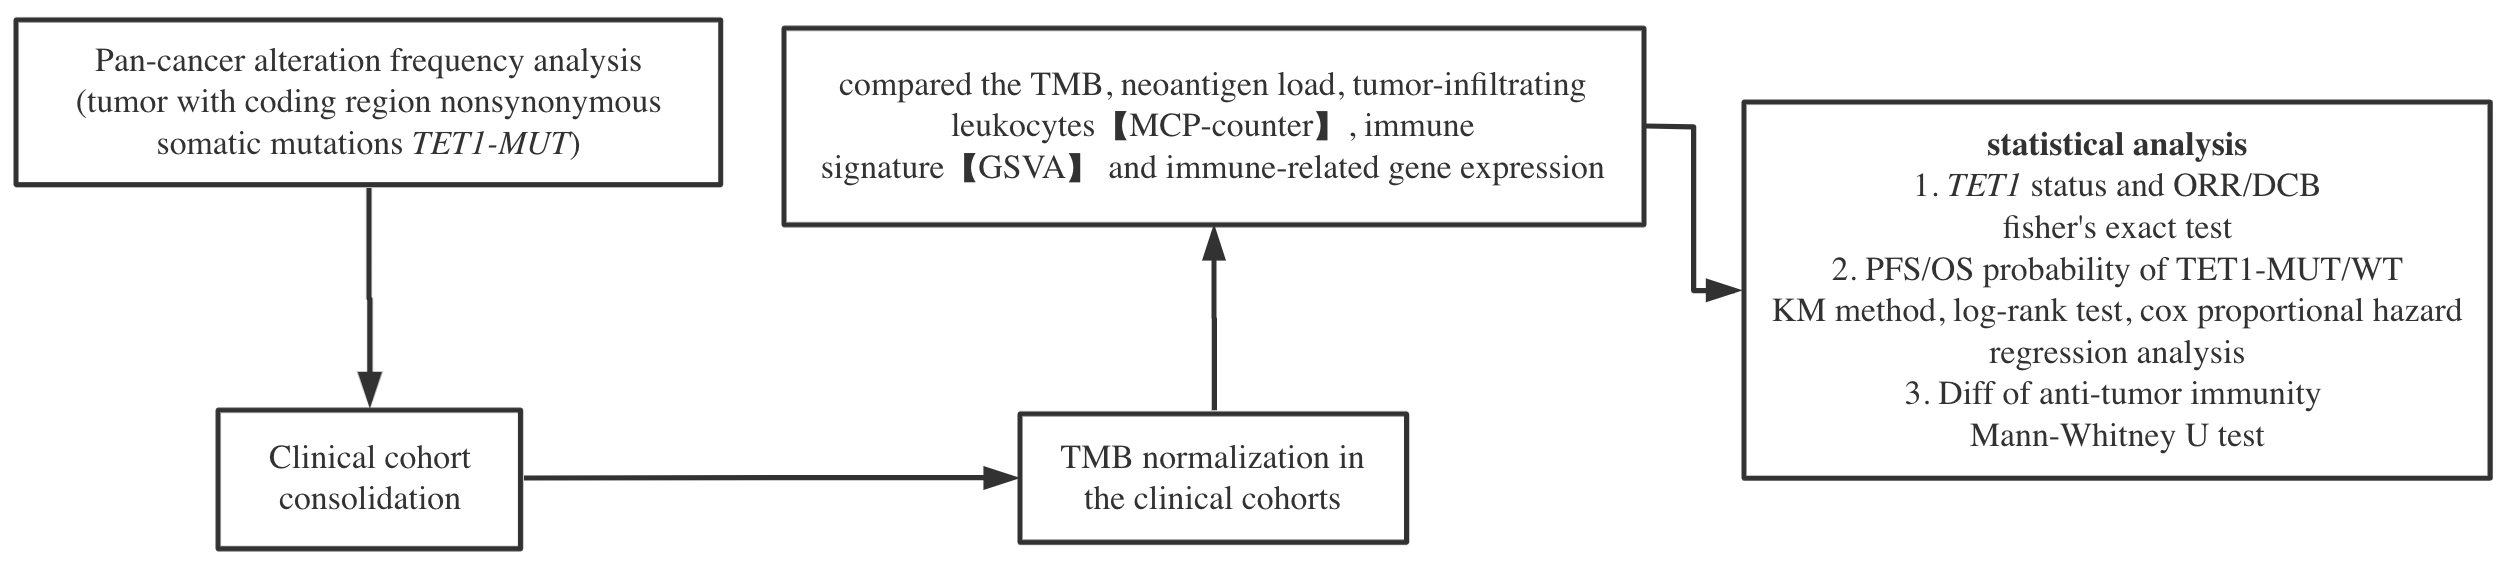 Pan-cancer alteration frequency analysis
(tumor with coding region nonsynonymous
somatic mutations TET1-MUT)
Clinical cohort
consolidation
TMB normalization in
the clinical cohorts
compared the TMB, neoantigen load, tumor-infiltrating
leukocytes【MCP-counter】, immune
signature【GSVA】 and immune-related gene expression
statistical analysis
1. TET1 status and ORR/DCB
fisher's exact test
2. PFS/OS probability of TET1-MUT/WT
KM method, log-rank test, cox proportional hazard
regression analysis
3. Diff of anti-tumor immunity
Mann-Whitney U test